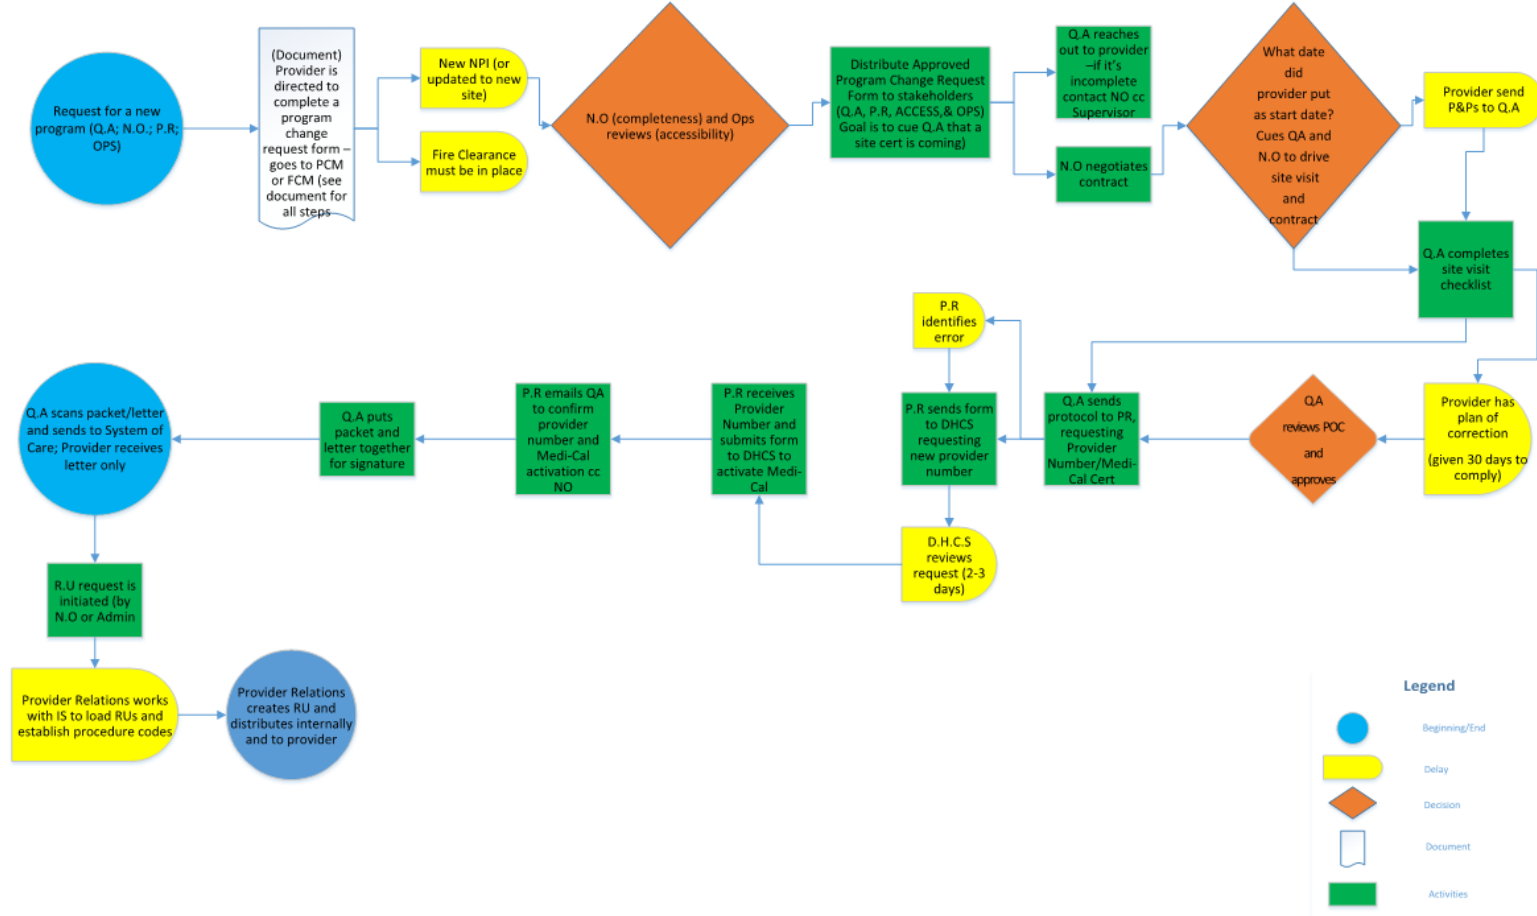 Request for a new
program (Q.A; N.O.; P.R;
OPS)
(Document)
Provider is
directed to
complete a
program
change
request form –
goes to PCM
or FCM (see
document for
all steps
New NPI (or
updated to new
site)
Fire Clearance
must be in place
N.O (completeness) and Ops
reviews (accessibility)
Distribute Approved
Program Change Request
Form to stakeholders
(Q.A, P.R, ACCESS,& OPS)
Goal is to cue Q.A that a
site cert is coming)
Q.A reaches
out to provider
–if it's
incomplete
contact NO cc
Supervisor
N.O negotiates
contract
What date
did
provider put
as start date?
Cues QA and
N.O to drive
site visit
and
contract
Provider send
P&Ps to Q.A
Q.A completes
site visit
checklist
Provider has
plan of
correction
(given 30 days to
comply)
Q.A
reviews POC
and
approves
Q.A sends
protocol to PR,
requesting
Provider
Number/Medi-
Cal Cert
P.R
identifies
error
P.R sends form
to DHCS
requesting
new provider
number
D.H.C.S
reviews
request (2-3
days)
P.R receives
Provider
Number and
submits form
to DHCS to
activate Medi-
Cal
P.R emails QA
to confirm
provider
number and
Medi-Cal
activation cc
NO
Q.A puts
packet and
letter together
for signature
Q.A scans packet/letter
and sends to System of
Care; Provider receives
letter only
R.U request is
initiated (by
N.O or Admin
Provider Relations works
with IS to load RUs and
establish procedure codes
Provider Relations
creates RU and
distributes internally
and to provider
Legend
Beginning/End
Delay
Decision
Document
Activities